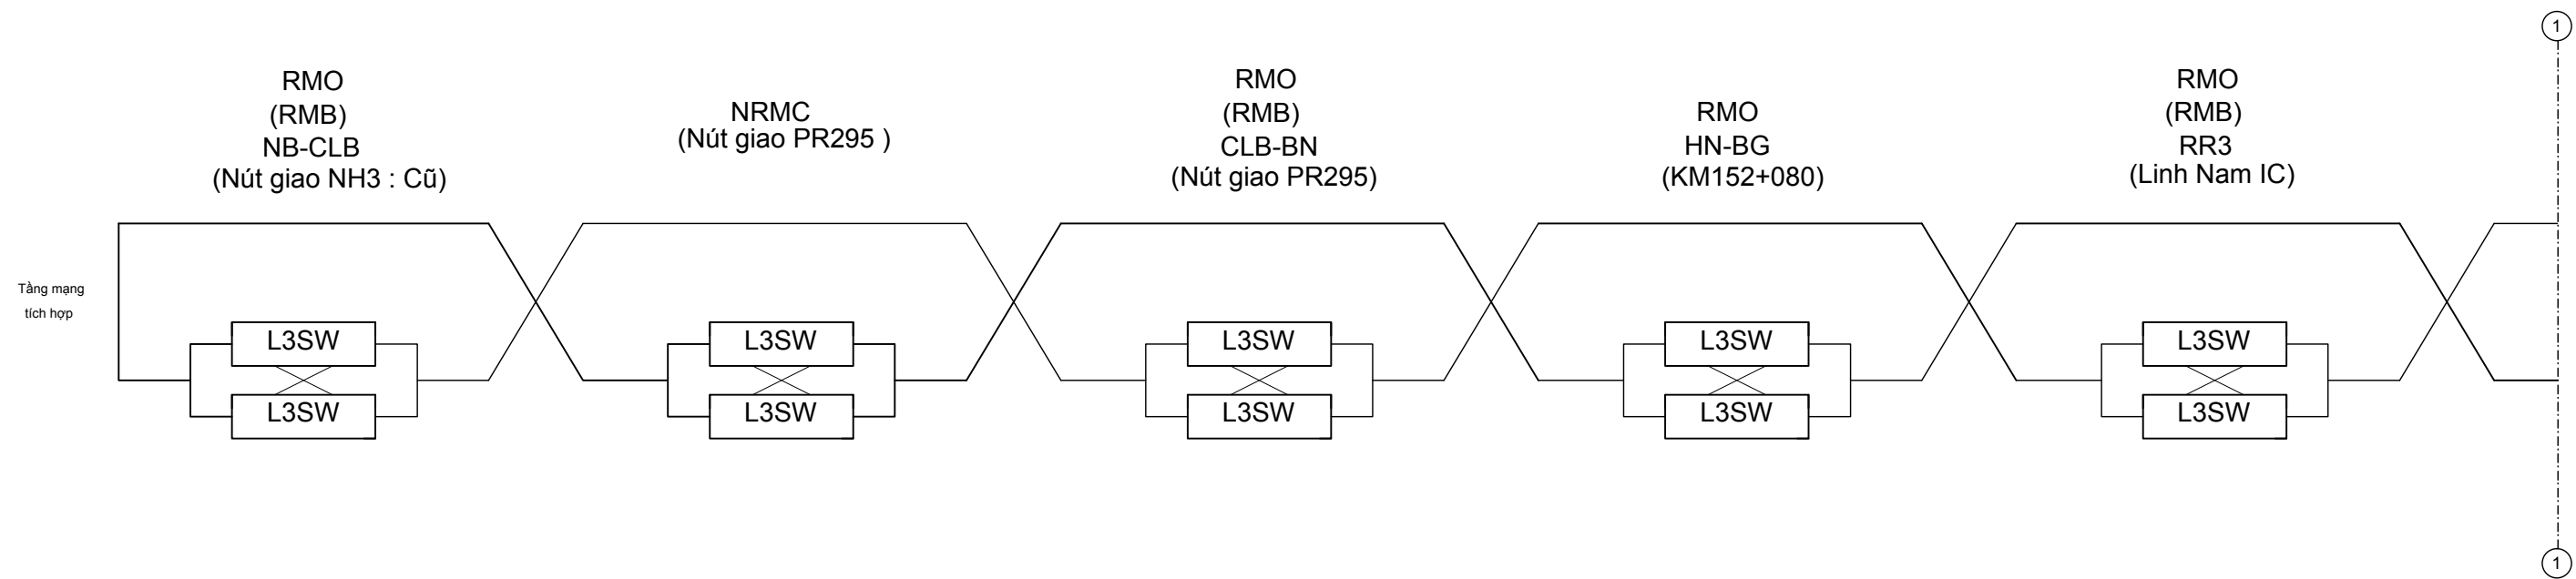 1
RMO
(RMB)
NB-CLB
(Nút giao NH3 : Cũ)
NRMC
(Nút giao PR295 )
RMO
(RMB)
CLB-BN
(Nút giao PR295)
RMO
HN-BG
(KM152+080)
RMO
(RMB)
RR3
(Linh Nam IC)
Tầng mạng
tích hợp
L3SW
L3SW
L3SW
L3SW
L3SW
L3SW
L3SW
L3SW
L3SW
L3SW
1